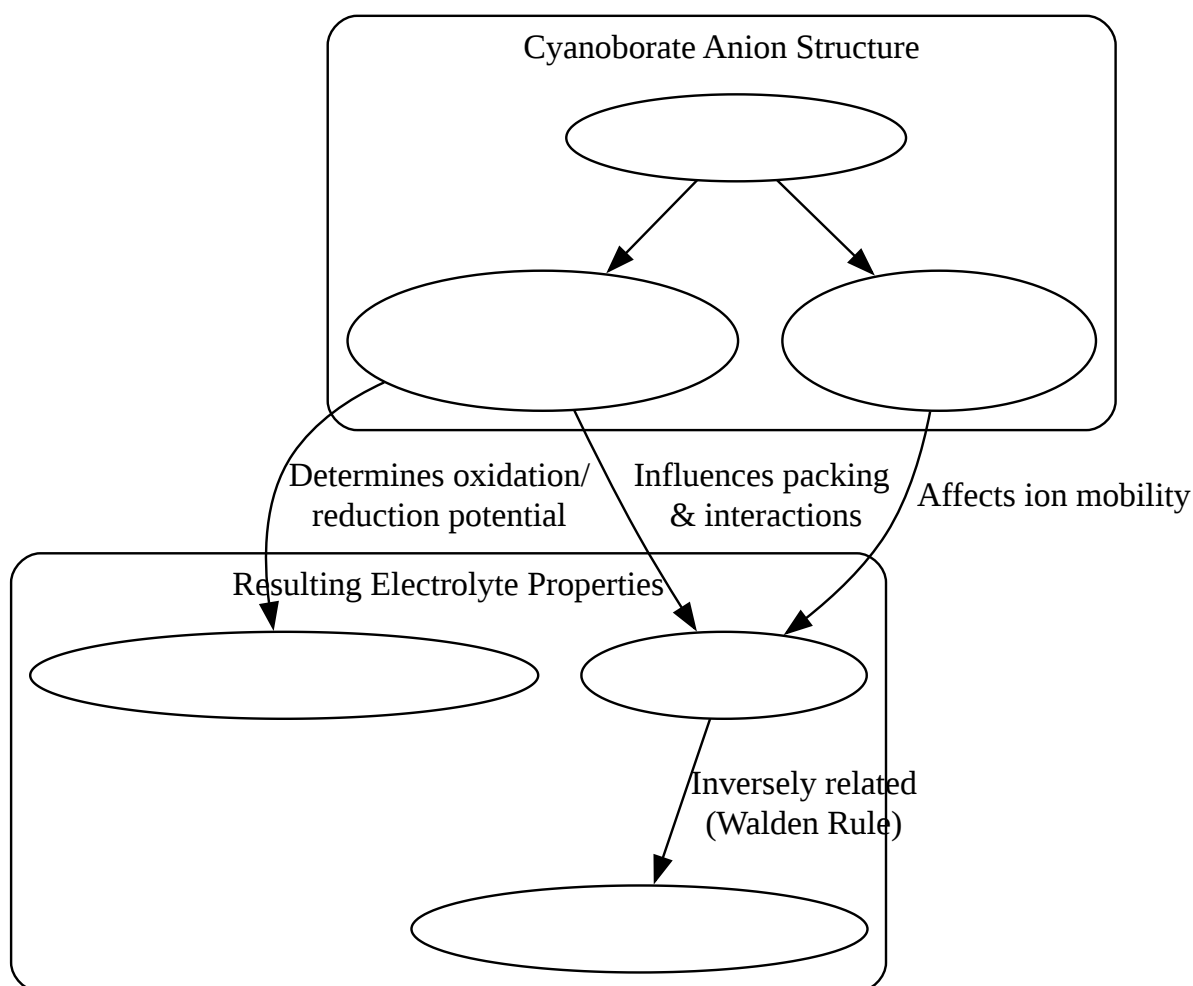 Cyanoborate Anion Structure
Determines oxidation/
reduction potential
Influences packing
& interactions
Affects ion mobility
Resulting Electrolyte Properties
Inversely related
(Walden Rule)